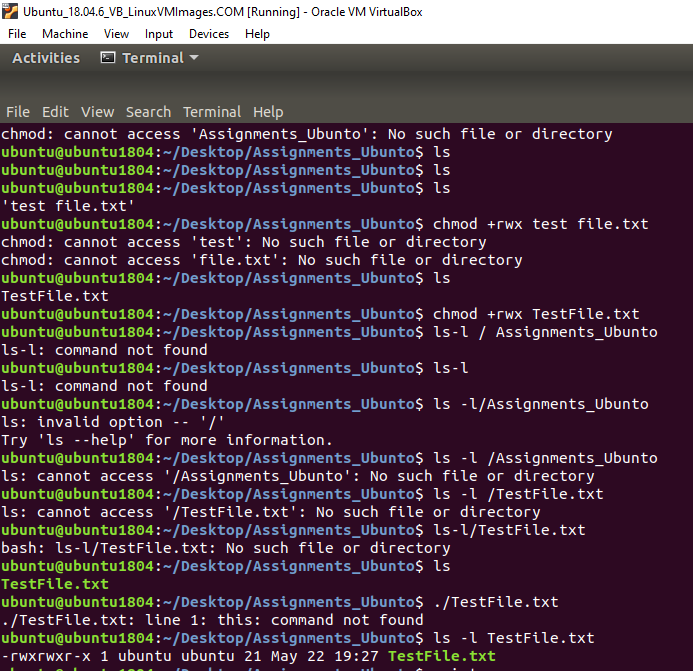 Ubuntu_18.04.6_VB_LinuxVMImages.COM [Running] - Oracle VM VirtualBox
File Machine View Input Devices Help
Activities Terminal
File Edit View Search Terminal Help
chmod: cannot access 'Assignments_Ubunto': No such file or directory
ubuntu@ubuntu1804:~/Desktop/Assignments_Ubunto$ ls
ubuntu@ubuntu1804:~/Desktop/Assignments_Ubunto$ ls
ubuntu@ubuntu1804:~/Desktop/Assignments_Ubunto$ ls
'test file.txt'
ubuntu@ubuntu1804:~/Desktop/Assignments_Ubunto$ chmod +rwx test file.txt
chmod: cannot access 'test': No such file or directory
chmod: cannot access 'file.txt': No such file or directory
ubuntu@ubuntu1804:~/Desktop/Assignments_Ubunto$ ls
TestFile.txt
ubuntu@ubuntu1804:~/Desktop/Assignments_Ubunto$ chmod +rwx TestFile.txt
ubuntu@ubuntu1804:~/Desktop/Assignments_Ubunto$ ls-l / Assignments_Ubunto
ls-l: command not found
ubuntu@ubuntu1804:~/Desktop/Assignments_Ubunto$ ls-l
ls-l: command not found
ubuntu@ubuntu1804:~/Desktop/Assignments_Ubunto$ ls -l/Assignments_Ubunto
ls: invalid option -- '/'
Try 'ls --help' for more information.
ubuntu@ubuntu1804:~/Desktop/Assignments_Ubunto$ ls -l /Assignments_Ubunto
ls: cannot access '/Assignments_Ubunto': No such file or directory
ubuntu@ubuntu1804:~/Desktop/Assignments_Ubunto$ ls -l /TestFile.txt
ls: cannot access '/TestFile.txt': No such file or directory
ubuntu@ubuntu1804:~/Desktop/Assignments_Ubunto$ ls-l/TestFile.txt
bash: ls-l/TestFile.txt: No such file or directory
ubuntu@ubuntu1804:~/Desktop/Assignments_Ubunto$ ls
TestFile.txt
ubuntu@ubuntu1804:~/Desktop/Assignments_Ubunto$ ./TestFile.txt
./TestFile.txt: line 1: this: command not found
ubuntu@ubuntu1804:~/Desktop/Assignments_Ubunto$ ls -l TestFile.txt
-rwxrwxr-x 1 ubuntu ubuntu 21 May 22 19:27 TestFile.txt